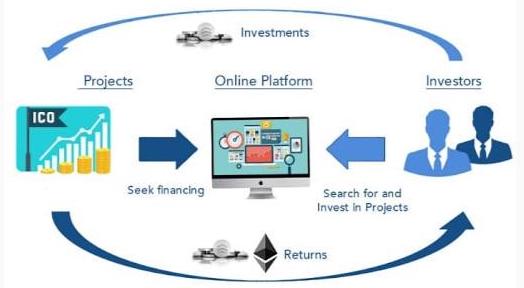 Investments
Projects
Online Platform
Investors
ICO
Seek financing
Search for and
Invest in Projects
Returns